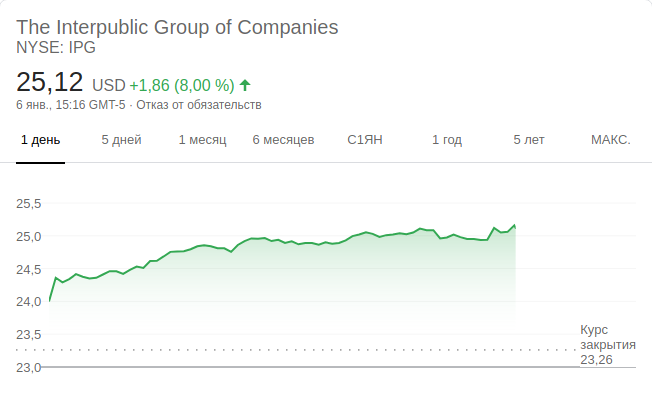 The Interpublic Group of Companies
NYSE: IPG
25,12 USD +1,86 (8,00 %)
6 янв., 15:16 GMT-5 · Отказ от обязательств
1 день 5 дней 1 месяц 6 месяцев С1ЯН 1 год 5 лет МАКС.
25,5
25,0
24,5
24,0
23,5
Курс
закрытия
23,26
23,0